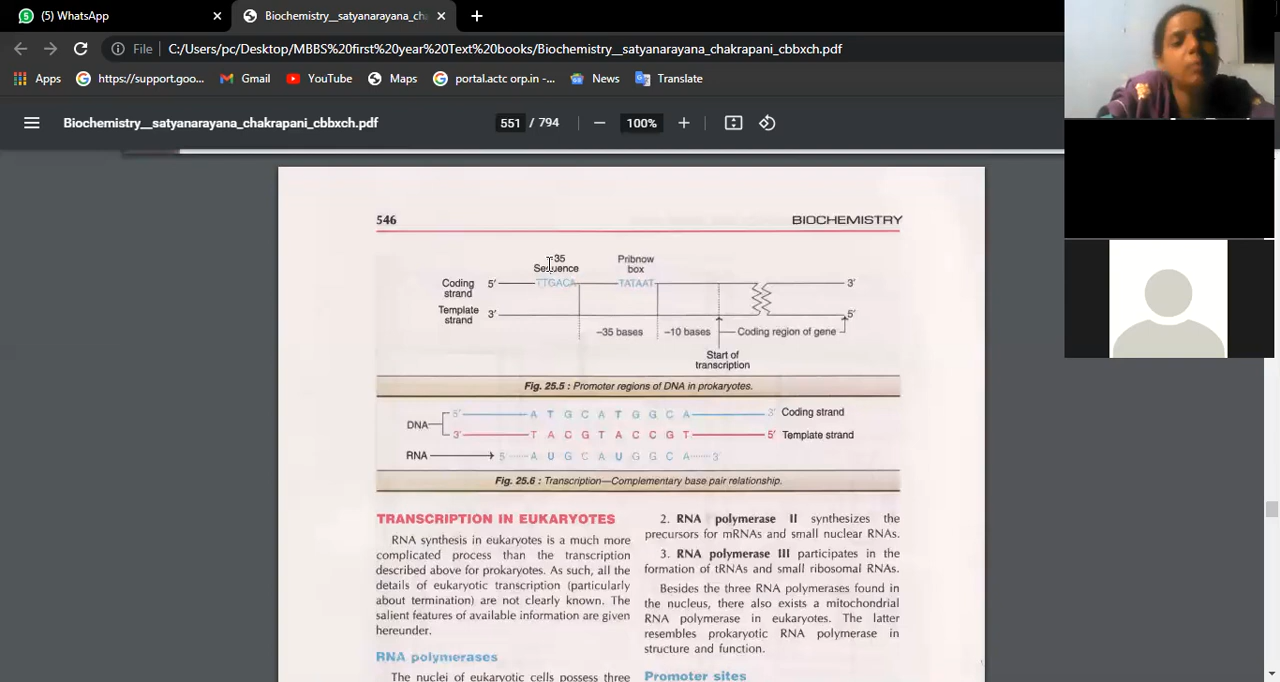 (5) WhatsApp
Biochemistry__satyanarayana_cha
File C:/Users/pc/Desktop/MBBS%20first%20year%20Text%20books/Biochemistry__satyanarayana_chakrapani_cbbxch.pdf
Apps https://support.goo... Gmail YouTube Maps portal.actc orp.in -... News Translate
Biochemistry__satyanarayana_chakrapani_cbbxch.pdf 551 / 794 100%
546 BIOCHEMISTRY
-35 Pribnow
Sequence box
Coding strand 5' TTGACA TATAAT 3'
Template strand 3' 5'
-35 bases -10 bases Coding region of gene
Start of
transcription
Fig. 25.5 : Promoter regions of DNA in prokaryotes.
DNA 5' A T G C A T G G C A 3' Coding strand
3' T A C G T A C C G T 5' Template strand
RNA 5 A U G C A U G G C A 3'
Fig. 25.6 : Transcription—Complementary base pair relationship.
TRANSCRIPTION IN EUKARYOTES
RNA synthesis in eukaryotes is a much more
complicated process than the transcription
described above for prokaryotes. As such, all the
details of eukaryotic transcription (particularly
about termination) are not clearly known. The
salient features of available information are given
hereunder.
RNA polymerases
The nuclei of eukaryotic cells possess three
2. RNA polymerase II synthesizes the
precursors for mRNAs and small nuclear RNAs.
3. RNA polymerase III participates in the
formation of tRNAs and small ribosomal RNAs.
Besides the three RNA polymerases found in
the nucleus, there also exists a mitochondrial
RNA polymerase in eukaryotes. The latter
resembles prokaryotic RNA polymerase in
structure and function.
Promoter sites